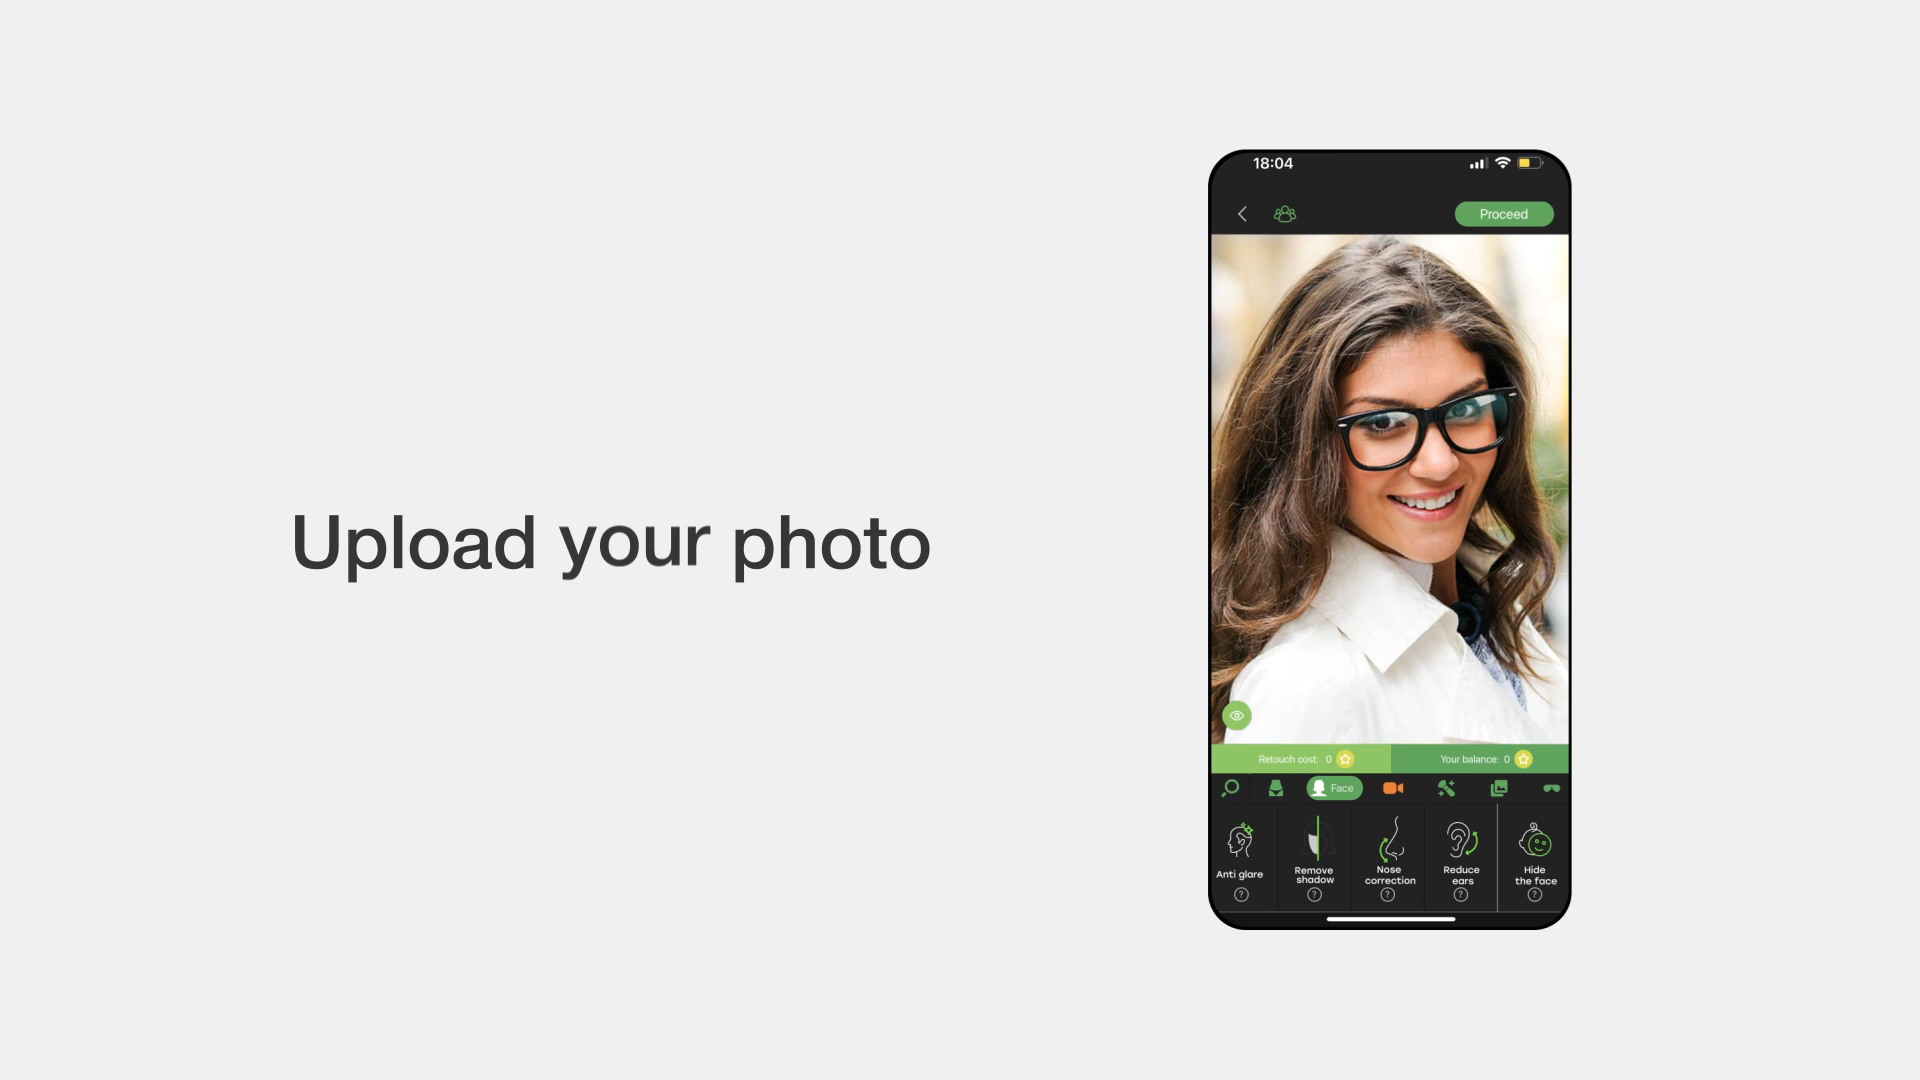 Upload your photo
18:04
Proceed
Retouch cost: 0
Your balance: 0
Face
Anti glare
Remove
shadow
Nose
correction
Reduce
ears
Hide
the face
? ? ? ? ?